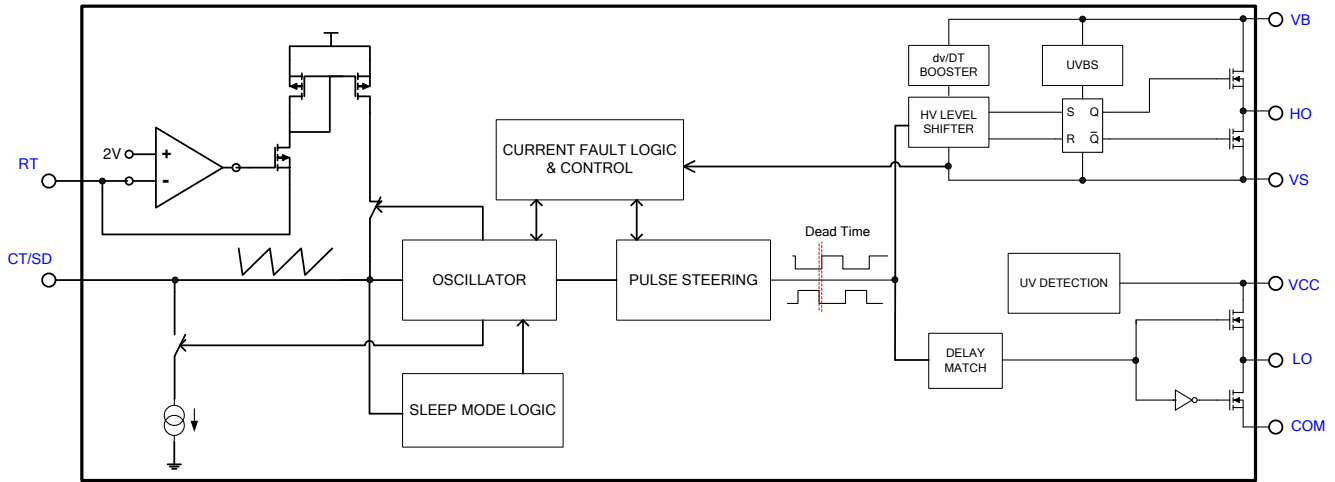 VB
dv/DT
BOOSTER
UVBS
HV LEVEL
SHIFTER
S Q
R Q̅
HO
VS
2V
+
-
RT
CURRENT FAULT LOGIC
& CONTROL
CT/SD
OSCILLATOR
PULSE STEERING
Dead Time
UV DETECTION
VCC
DELAY
MATCH
LO
SLEEP MODE LOGIC
COM